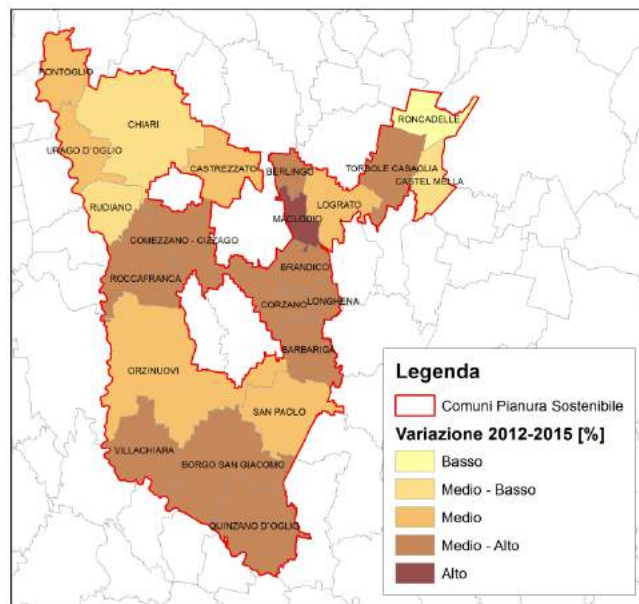 PONTOGLIO
CHIARI
RONCADELLE
URAGO D'OGLIO
CASTREZZATO
BERLINGO
TORBOLE CASAGLIA
CASTEL MELLA
RUDIANO
MACLODIO
LOGRATO
COMEZZANO - CIZZAGO
BRANDICO
ROCCAFRANCA
CORZANO
LONGHENA
BARBARIGA
ORZINUOVI
SAN PAOLO
VILLACHIARA
BORGO SAN GIACOMO
QUINZANO D'OGLIO
Legenda
Comuni Pianura Sostenibile
Variazione 2012-2015 [%]
Basso
Medio - Basso
Medio
Medio - Alto
Alto